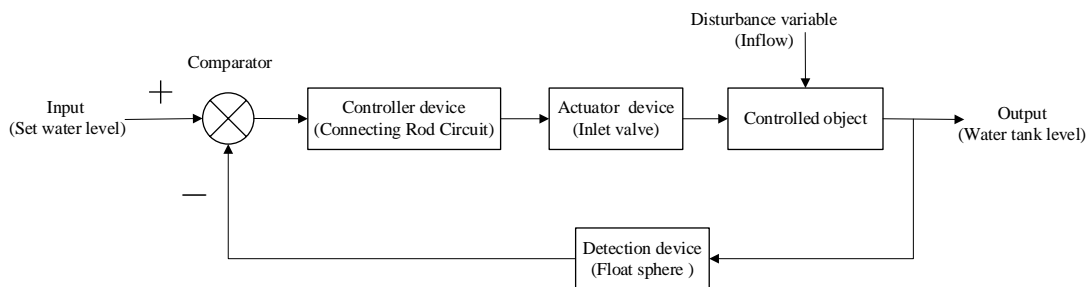 Disturbance variable
(Inflow)
Comparator
+
Input
(Set water level)
Controller device
(Connecting Rod Circuit)
Actuator device
(Inlet valve)
Controlled object
Output
(Water tank level)
—
Detection device
(Float sphere )